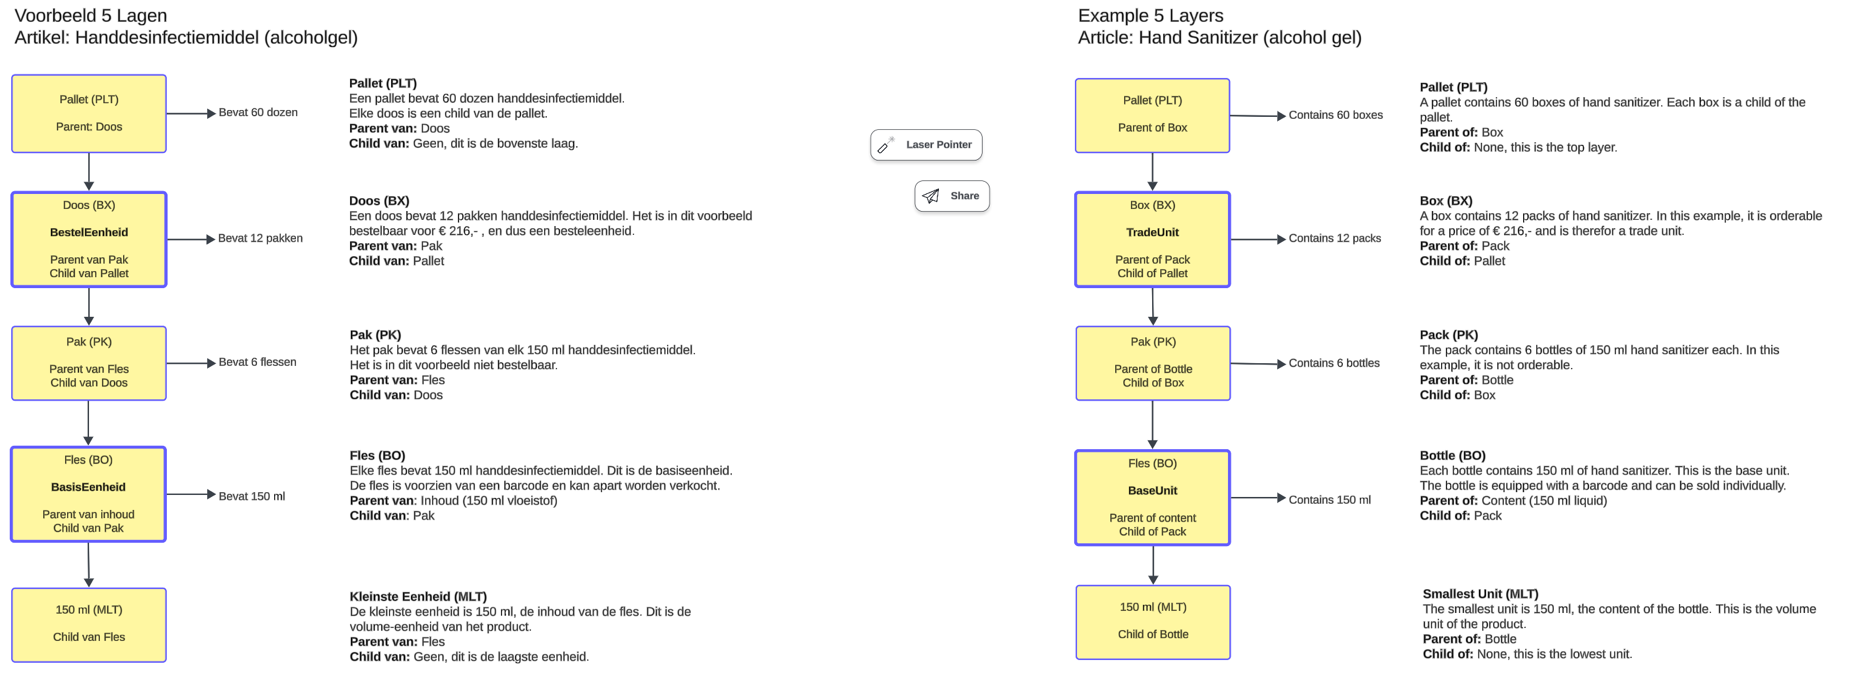 Voorbeeld 5 Lagen
Artikel: Handdesinfectiemiddel (alcoholgel)
Pallet (PLT)
Parent: Doos
Bevat 60 dozen
Pallet (PLT)
Een pallet bevat 60 dozen handdesinfectiemiddel.
Elke doos is een child van de pallet.
Parent van: Doos
Child van: Geen, dit is de bovenste laag.
Doos (BX)
BestelEenheid
Parent van Pak
Child van Pallet
Bevat 12 pakken
Doos (BX)
Een doos bevat 12 pakken handdesinfectiemiddel. Het is in dit voorbeeld
bestelbaar voor € 216,- , en dus een besteleenheid.
Parent van: Pak
Child van: Pallet
Pak (PK)
Parent van Fles
Child van Doos
Bevat 6 flessen
Pak (PK)
Het pak bevat 6 flessen van elk 150 ml handdesinfectiemiddel.
Het is in dit voorbeeld niet bestelbaar.
Parent van: Fles
Child van: Doos
Fles (BO)
BasisEenheid
Parent van inhoud
Child van Pak
Bevat 150 ml
Fles (BO)
Elke fles bevat 150 ml handdesinfectiemiddel. Dit is de basiseenheid.
De fles is voorzien van een barcode en kan apart worden verkocht.
Parent van: Inhoud (150 ml vloeistof)
Child van: Pak
150 ml (MLT)
Child van Fles
Kleinste Eenheid (MLT)
De kleinste eenheid is 150 ml, de inhoud van de fles. Dit is de
volume-eenheid van het product.
Parent van: Fles
Child van: Geen, dit is de laagste eenheid.
Laser Pointer
Share
Example 5 Layers
Article: Hand Sanitizer (alcohol gel)
Pallet (PLT)
Parent of Box
Contains 60 boxes
Pallet (PLT)
A pallet contains 60 boxes of hand sanitizer. Each box is a child of the
pallet.
Parent of: Box
Child of: None, this is the top layer.
Box (BX)
TradeUnit
Parent of Pack
Child of Pallet
Contains 12 packs
Box (BX)
A box contains 12 packs of hand sanitizer. In this example, it is orderable
for a price of € 216,- and is therefor a trade unit.
Parent of: Pack
Child of: Pallet
Pak (PK)
Parent of Bottle
Child of Box
Contains 6 bottles
Pack (PK)
The pack contains 6 bottles of 150 ml hand sanitizer each. In this
example, it is not orderable.
Parent of: Bottle
Child of: Box
Fles (BO)
BaseUnit
Parent of content
Child of Pack
Contains 150 ml
Bottle (BO)
Each bottle contains 150 ml of hand sanitizer. This is the base unit.
The bottle is equipped with a barcode and can be sold individually.
Parent of: Content (150 ml liquid)
Child of: Pack
150 ml (MLT)
Child of Bottle
Smallest Unit (MLT)
The smallest unit is 150 ml, the content of the bottle. This is the volume
unit of the product.
Parent of: Bottle
Child of: None, this is the lowest unit.